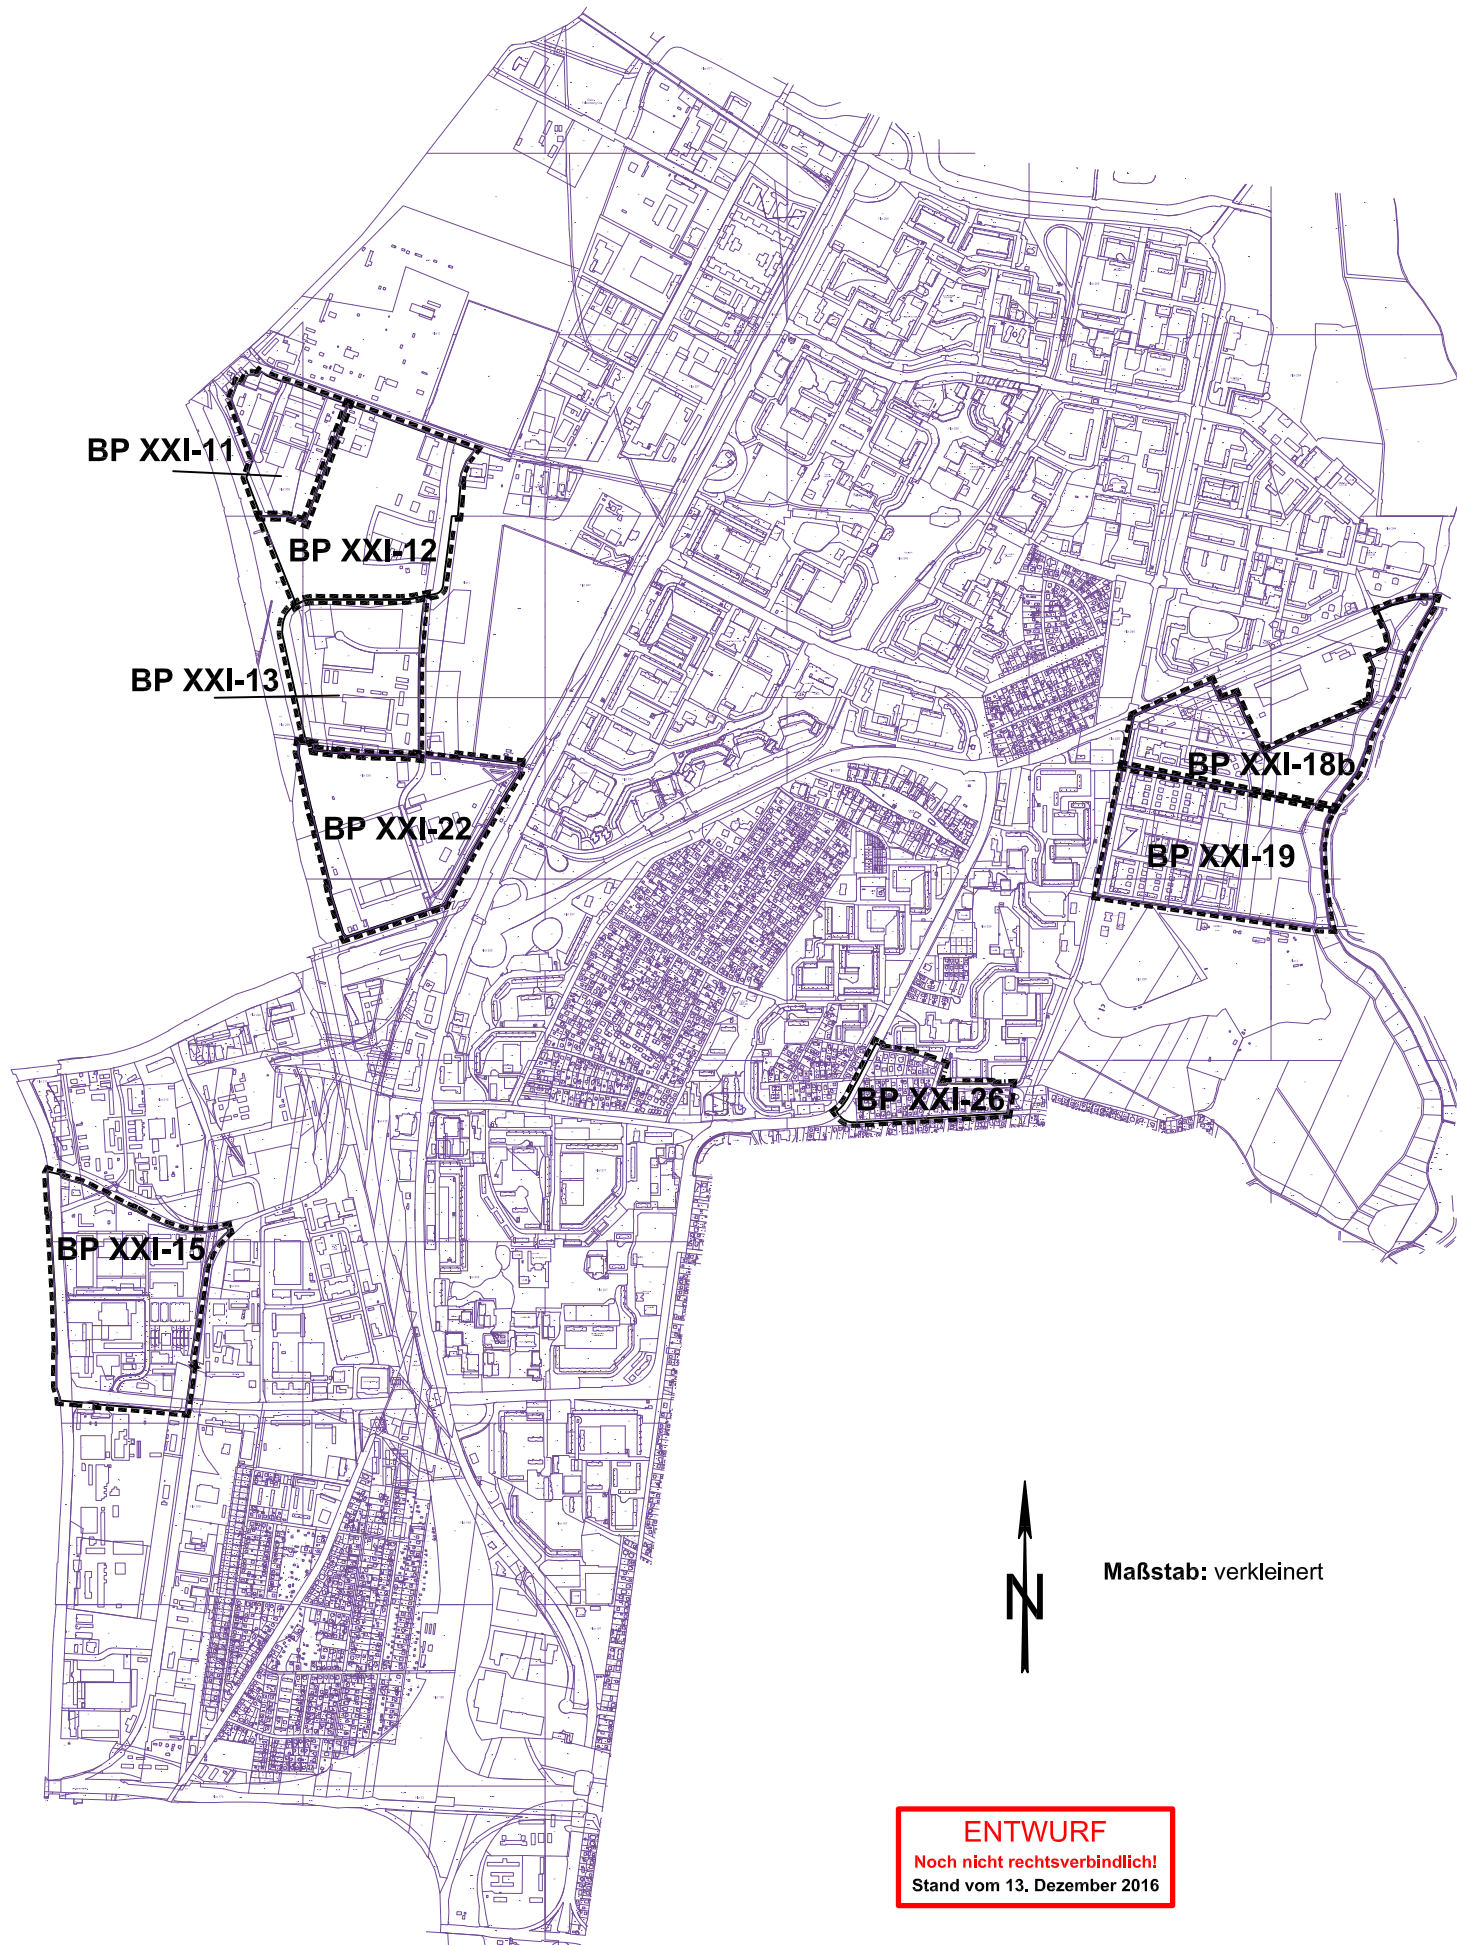 BP XXI-11
BP XXI-12
BP XXI-13
BP XXI-18b
BP XXI-22
BP XXI-19
BP XXI-26
BP XXI-15
N
Maßstab: verkleinert
ENTWURF
Noch nicht rechtsverbindlich!
Stand vom 13. Dezember 2016